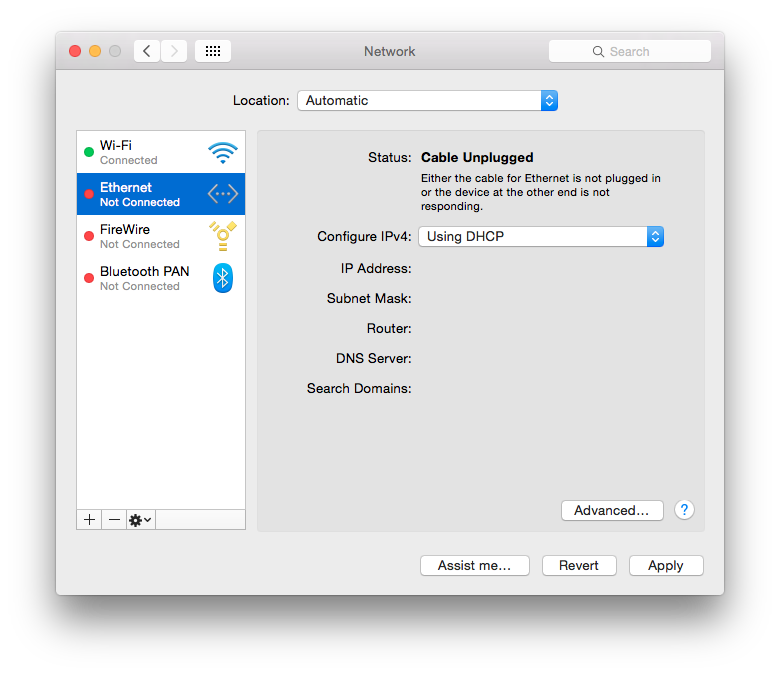 Network
Search
Location: Automatic
Wi-Fi
Connected
Ethernet
Not Connected
FireWire
Not Connected
Bluetooth PAN
Not Connected
Status: Cable Unplugged
Either the cable for Ethernet is not plugged in
or the device at the other end is not
responding.
Configure IPv4: Using DHCP
IP Address:
Subnet Mask:
Router:
DNS Server:
Search Domains:
Advanced...
?
Assist me...
Revert
Apply